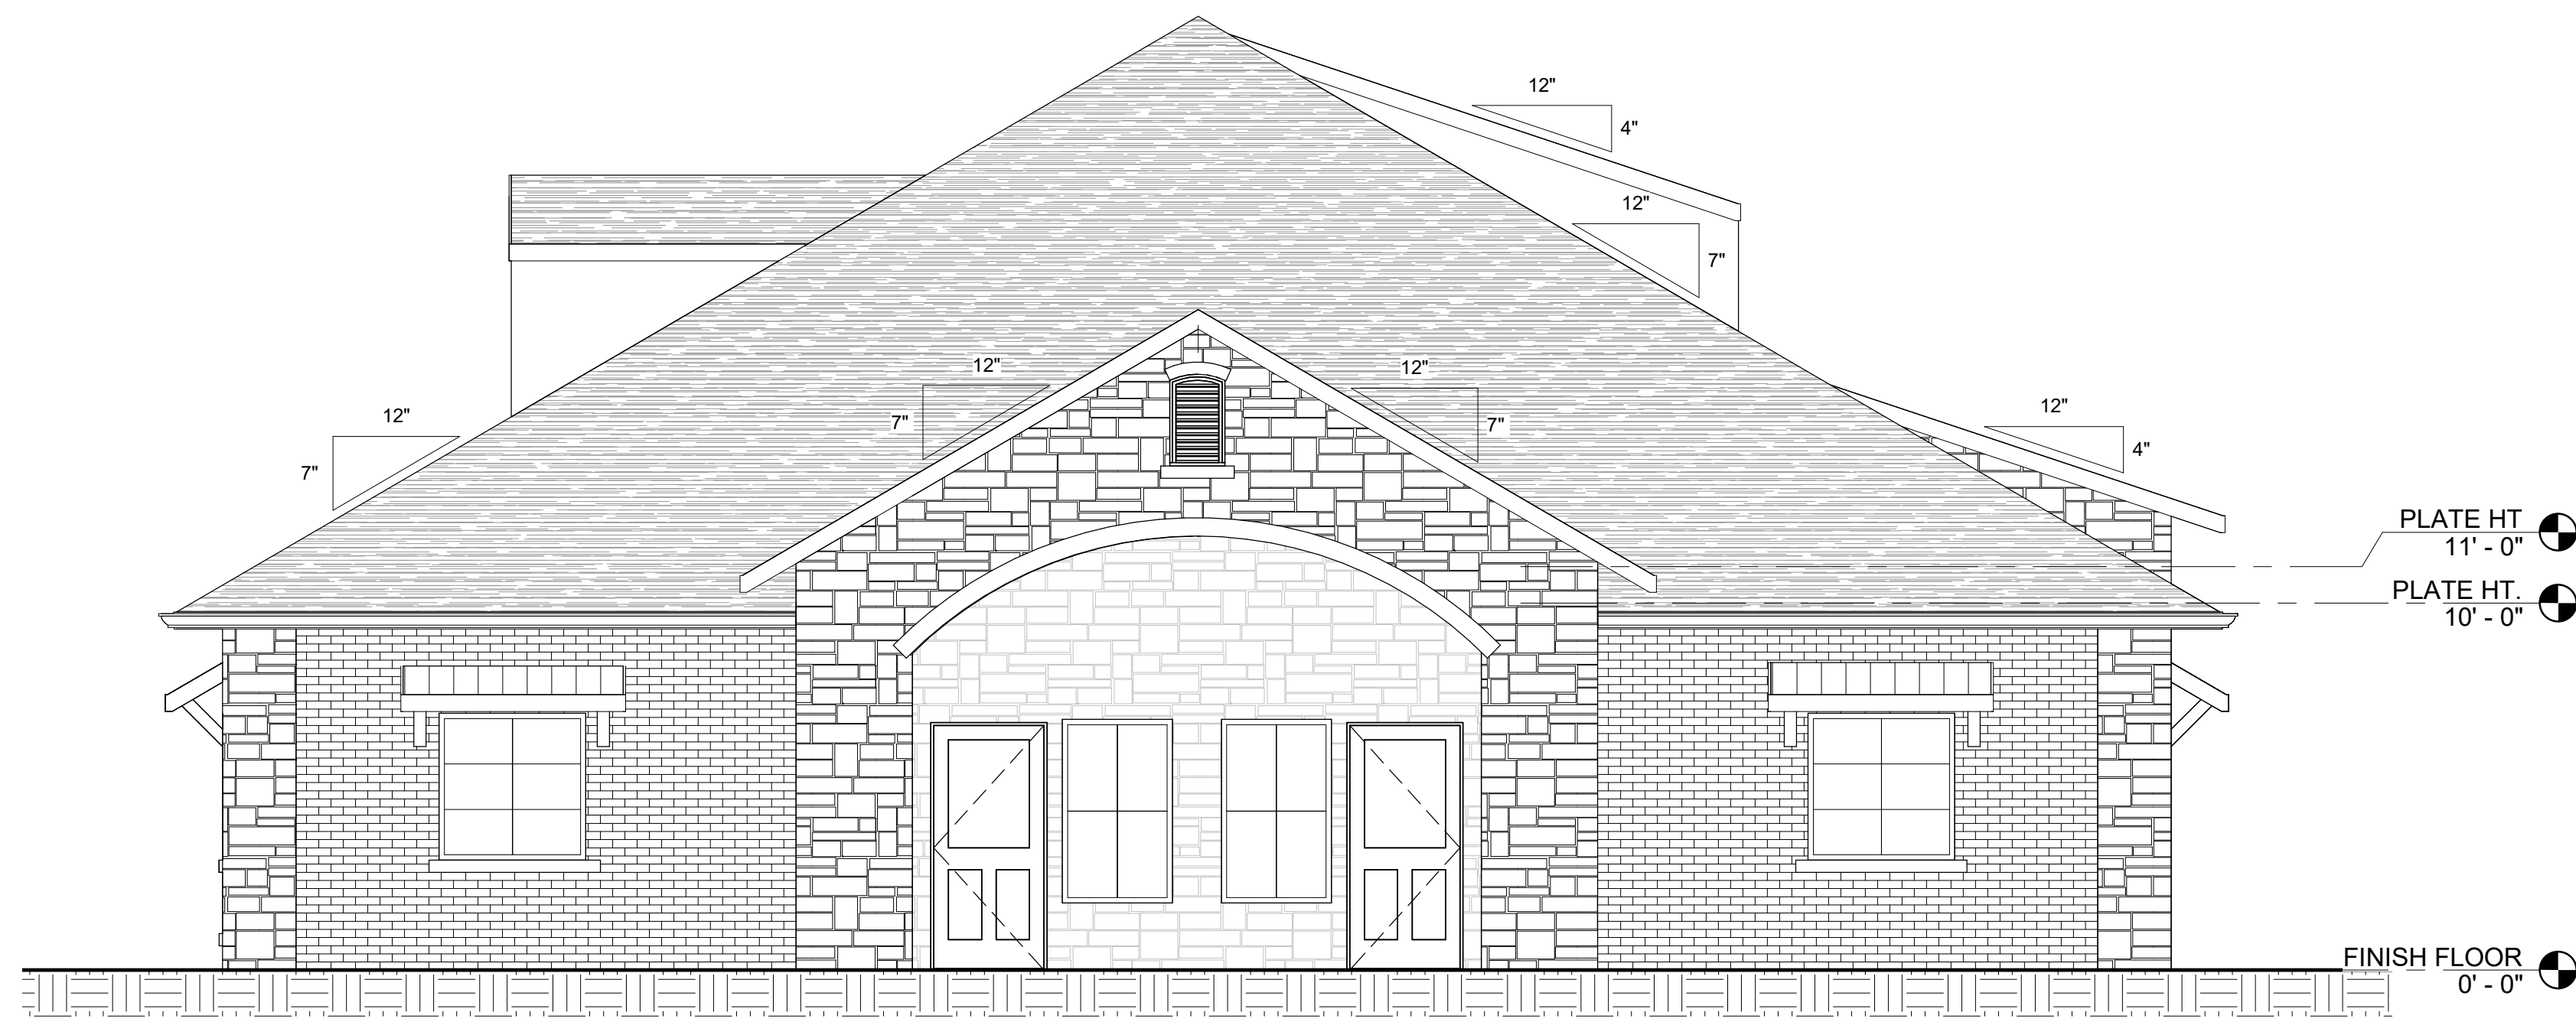 12"
4"
12"
7"
12"
7"
12"
7"
12"
7"
12"
4"
PLATE HT
11' - 0"
PLATE HT.
10' - 0"
FINISH FLOOR
0' - 0"